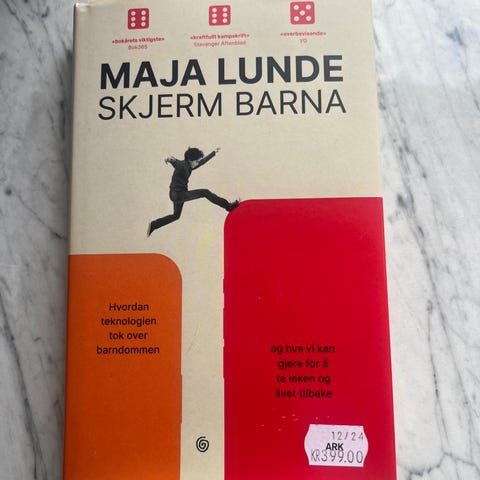 «bokårets viktigste»
Bok365
«kraftfullt kampskrift»
Stavanger Aftenblad
«overbevisende»
VG
MAJA LUNDE
SKJERM BARNA
Hvordan
teknologien
tok over
barndommen
og hva vi kan
gjøre for å
ta leken og
livet tilbake
12/24
ARK
KR399.00